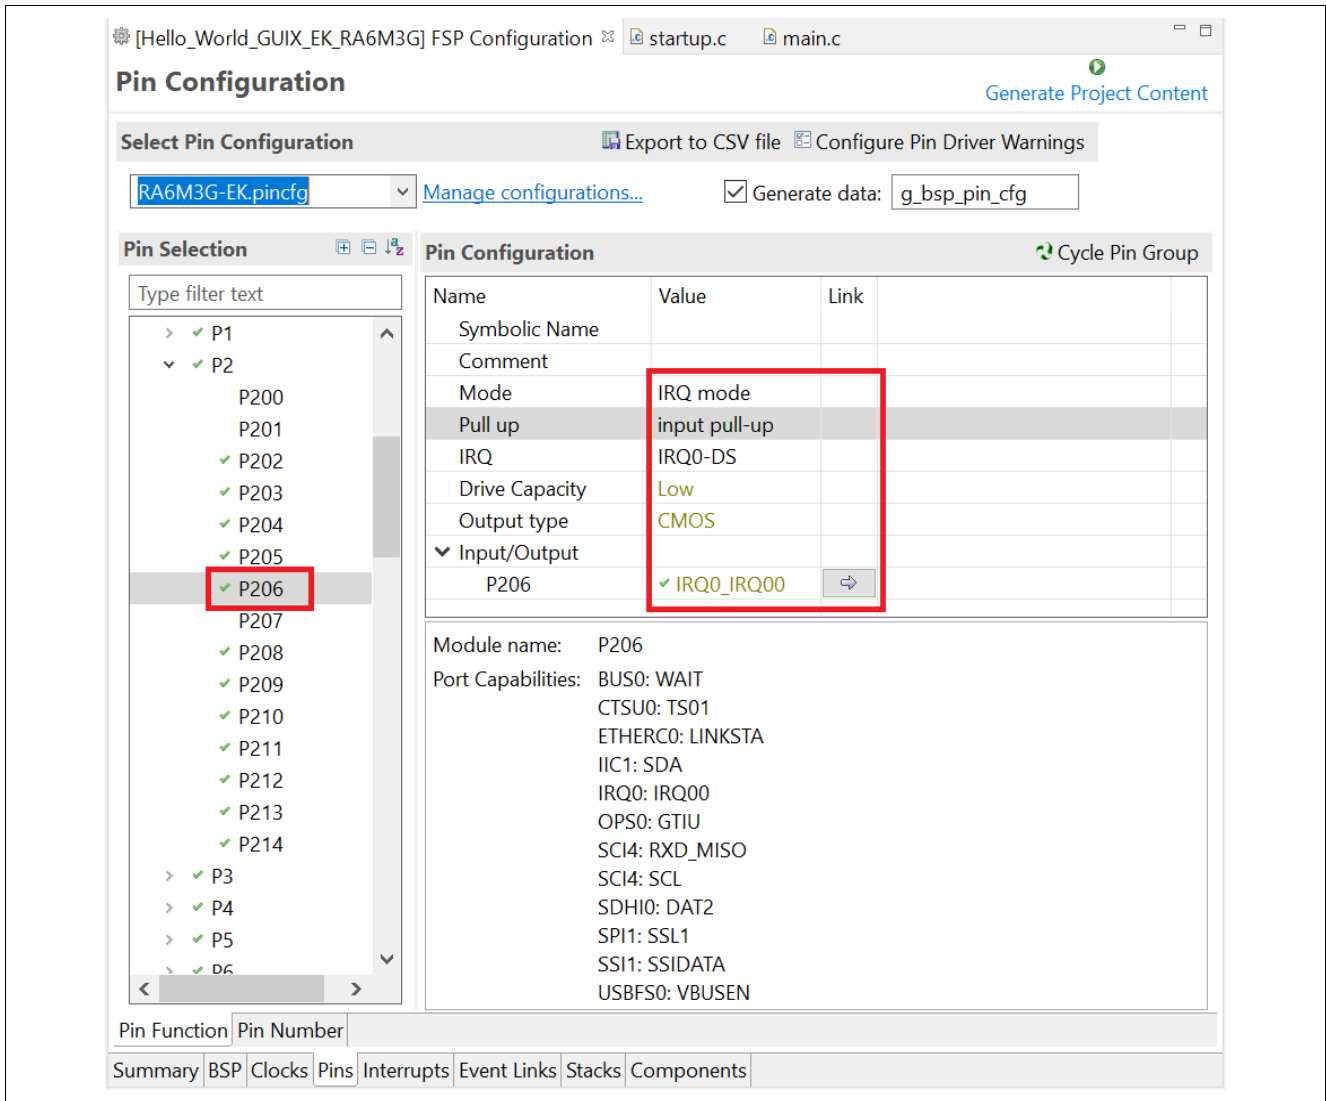 [Hello_World_GUIX_EK_RA6M3G] FSP Configuration startup.c main.c
Pin Configuration
Generate Project Content
Select Pin Configuration Export to CSV file Configure Pin Driver Warnings
RA6M3G-EK.pincfg Manage configurations... Generate data: g_bsp_pin_cfg
Pin Selection
Type filter text
P1
P2
P200
P201
P202
P203
P204
P205
P206
P207
P208
P209
P210
P211
P212
P213
P214
P3
P4
P5
P6
Pin Configuration Cycle Pin Group
Name Value Link
Symbolic Name
Comment
Mode IRQ mode
Pull up input pull-up
IRQ IRQ0-DS
Drive Capacity Low
Output type CMOS
Input/Output
P206 IRQ0_IRQ00
Module name: P206
Port Capabilities: BUS0: WAIT
CTSU0: TS01
ETHERC0: LINKSTA
IIC1: SDA
IRQ0: IRQ00
OPS0: GTIU
SCI4: RXD_MISO
SCI4: SCL
SDHI0: DAT2
SPI1: SSL1
SSI1: SSIDATA
USBFS0: VBUSEN
Pin Function Pin Number
Summary BSP Clocks Pins Interrupts Event Links Stacks Components